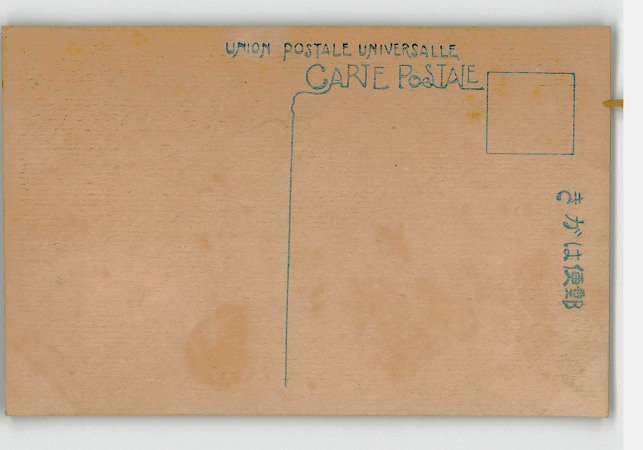 UNION POSTALE UNIVERSALLE
CARTE POSTALE
郵便はがき